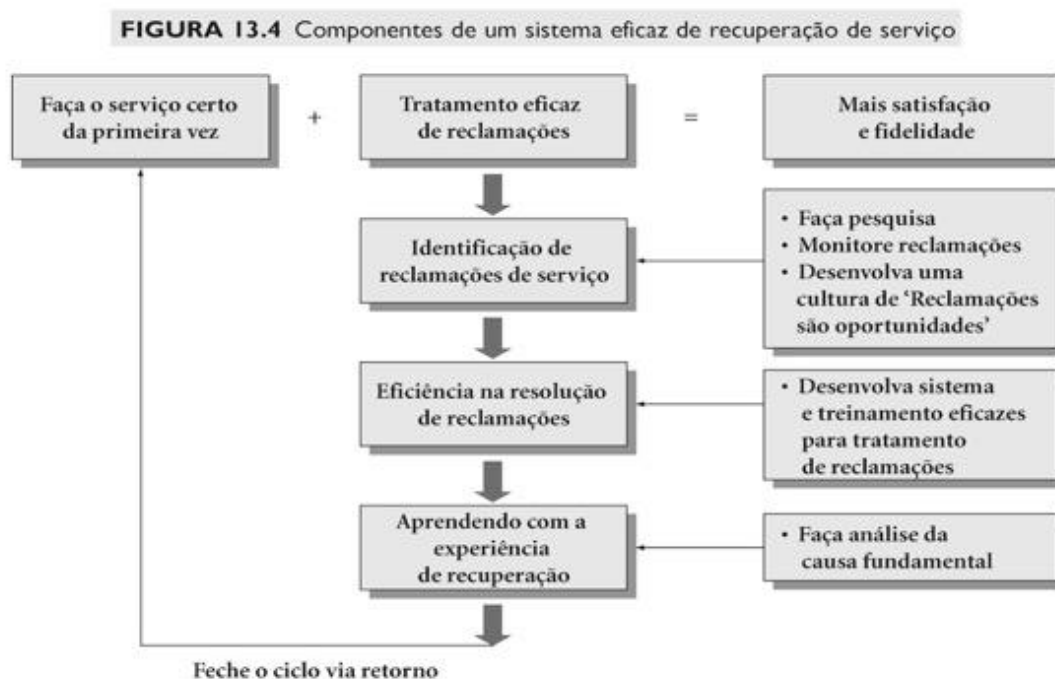 FIGURA 13.4 Componentes de um sistema eficaz de recuperação de serviço
Faça o serviço certo
da primeira vez
+
Tratamento eficaz
de reclamações
=
Mais satisfação
e fidelidade
Identificação de
reclamações de serviço
• Faça pesquisa
• Monitore reclamações
• Desenvolva uma
cultura de ‘Reclamações
são oportunidades’
Eficiência na resolução
de reclamações
• Desenvolva sistema
e treinamento eficazes
para tratamento
de reclamações
Aprendendo com a
experiência
de recuperação
• Faça análise da
causa fundamental
Feche o ciclo via retorno